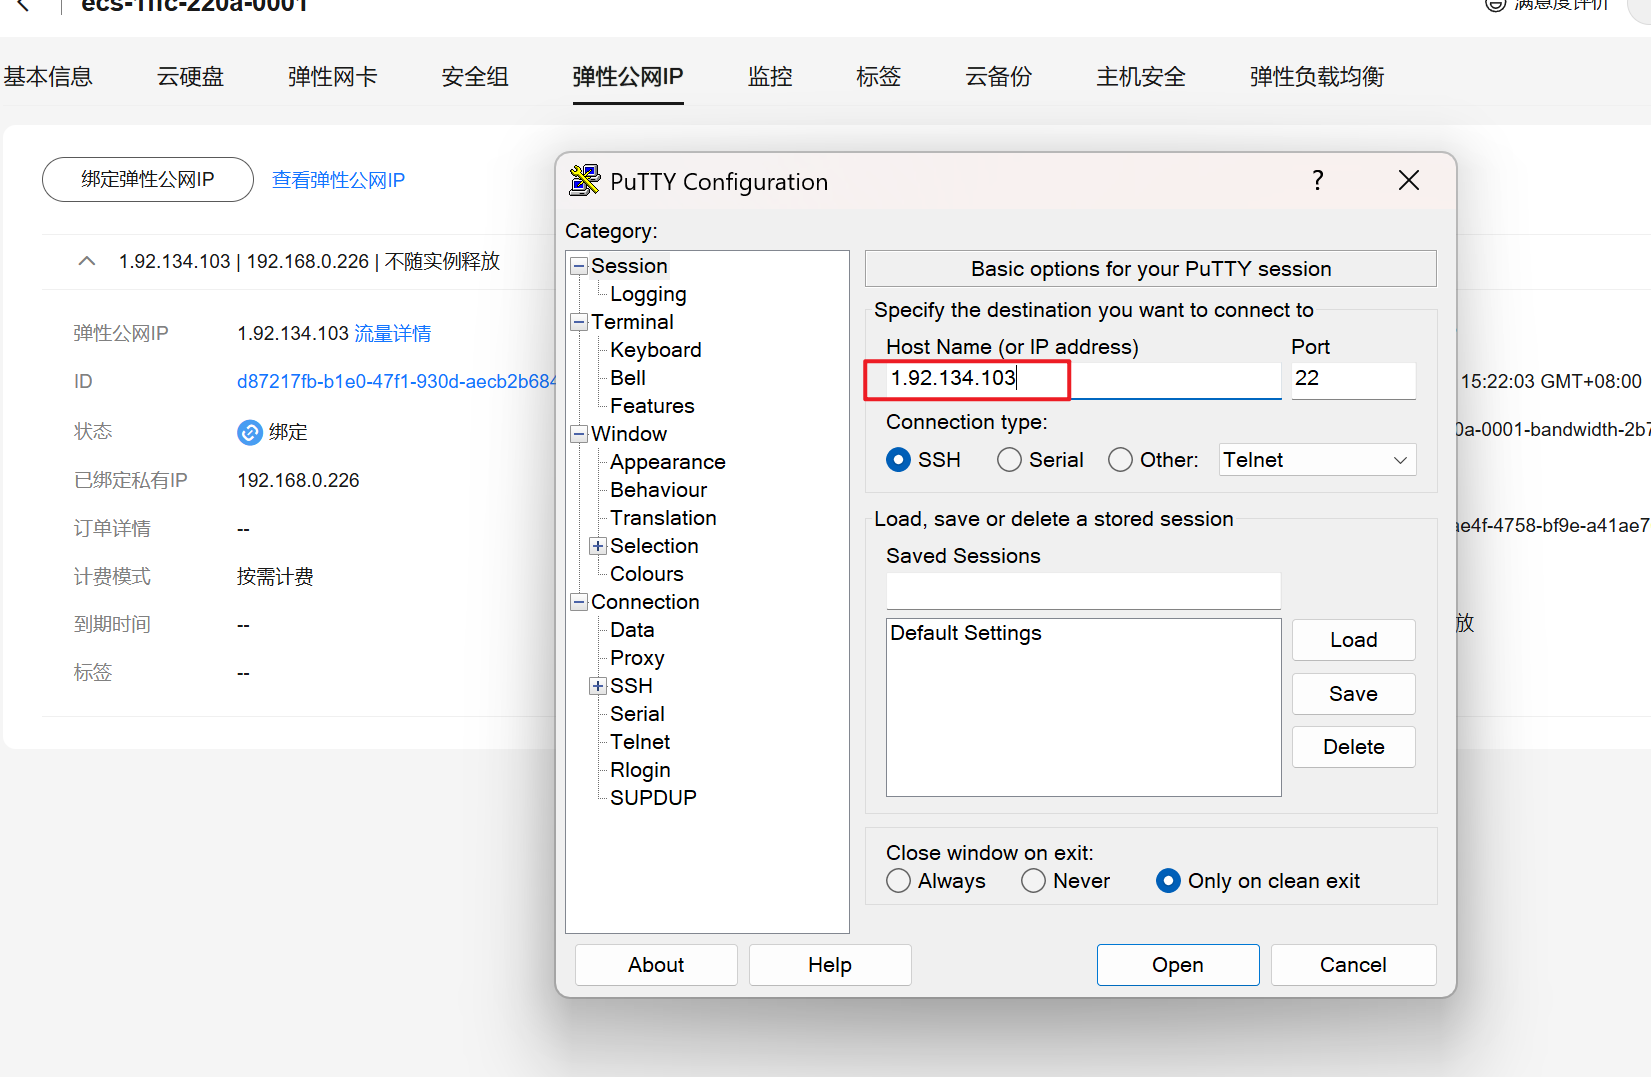 ecs-1ffc-220a-0001
满意度评价
基本信息 云硬盘 弹性网卡 安全组 弹性公网IP 监控 标签 云备份 主机安全 弹性负载均衡
绑定弹性公网IP 查看弹性公网IP
1.92.134.103 | 192.168.0.226 | 不随实例释放
弹性公网IP 1.92.134.103 流量详情
ID d87217fb-b1e0-47f1-930d-aecb2b684
状态 绑定
已绑定私有IP 192.168.0.226
订单详情 --
计费模式 按需计费
到期时间 --
标签 --
15:22:03 GMT+08:00
0a-0001-bandwidth-2b7
ae4f-4758-bf9e-a41ae7
放
PuTTY Configuration
?
Category:
Session
Logging
Terminal
Keyboard
Bell
Features
Window
Appearance
Behaviour
Translation
Selection
Colours
Connection
Data
Proxy
SSH
Serial
Telnet
Rlogin
SUPDUP
Basic options for your PuTTY session
Specify the destination you want to connect to
Host Name (or IP address) Port
1.92.134.103 22
Connection type:
SSH Serial Other: Telnet
Load, save or delete a stored session
Saved Sessions
Default Settings
Load
Save
Delete
Close window on exit:
Always Never Only on clean exit
About Help Open Cancel